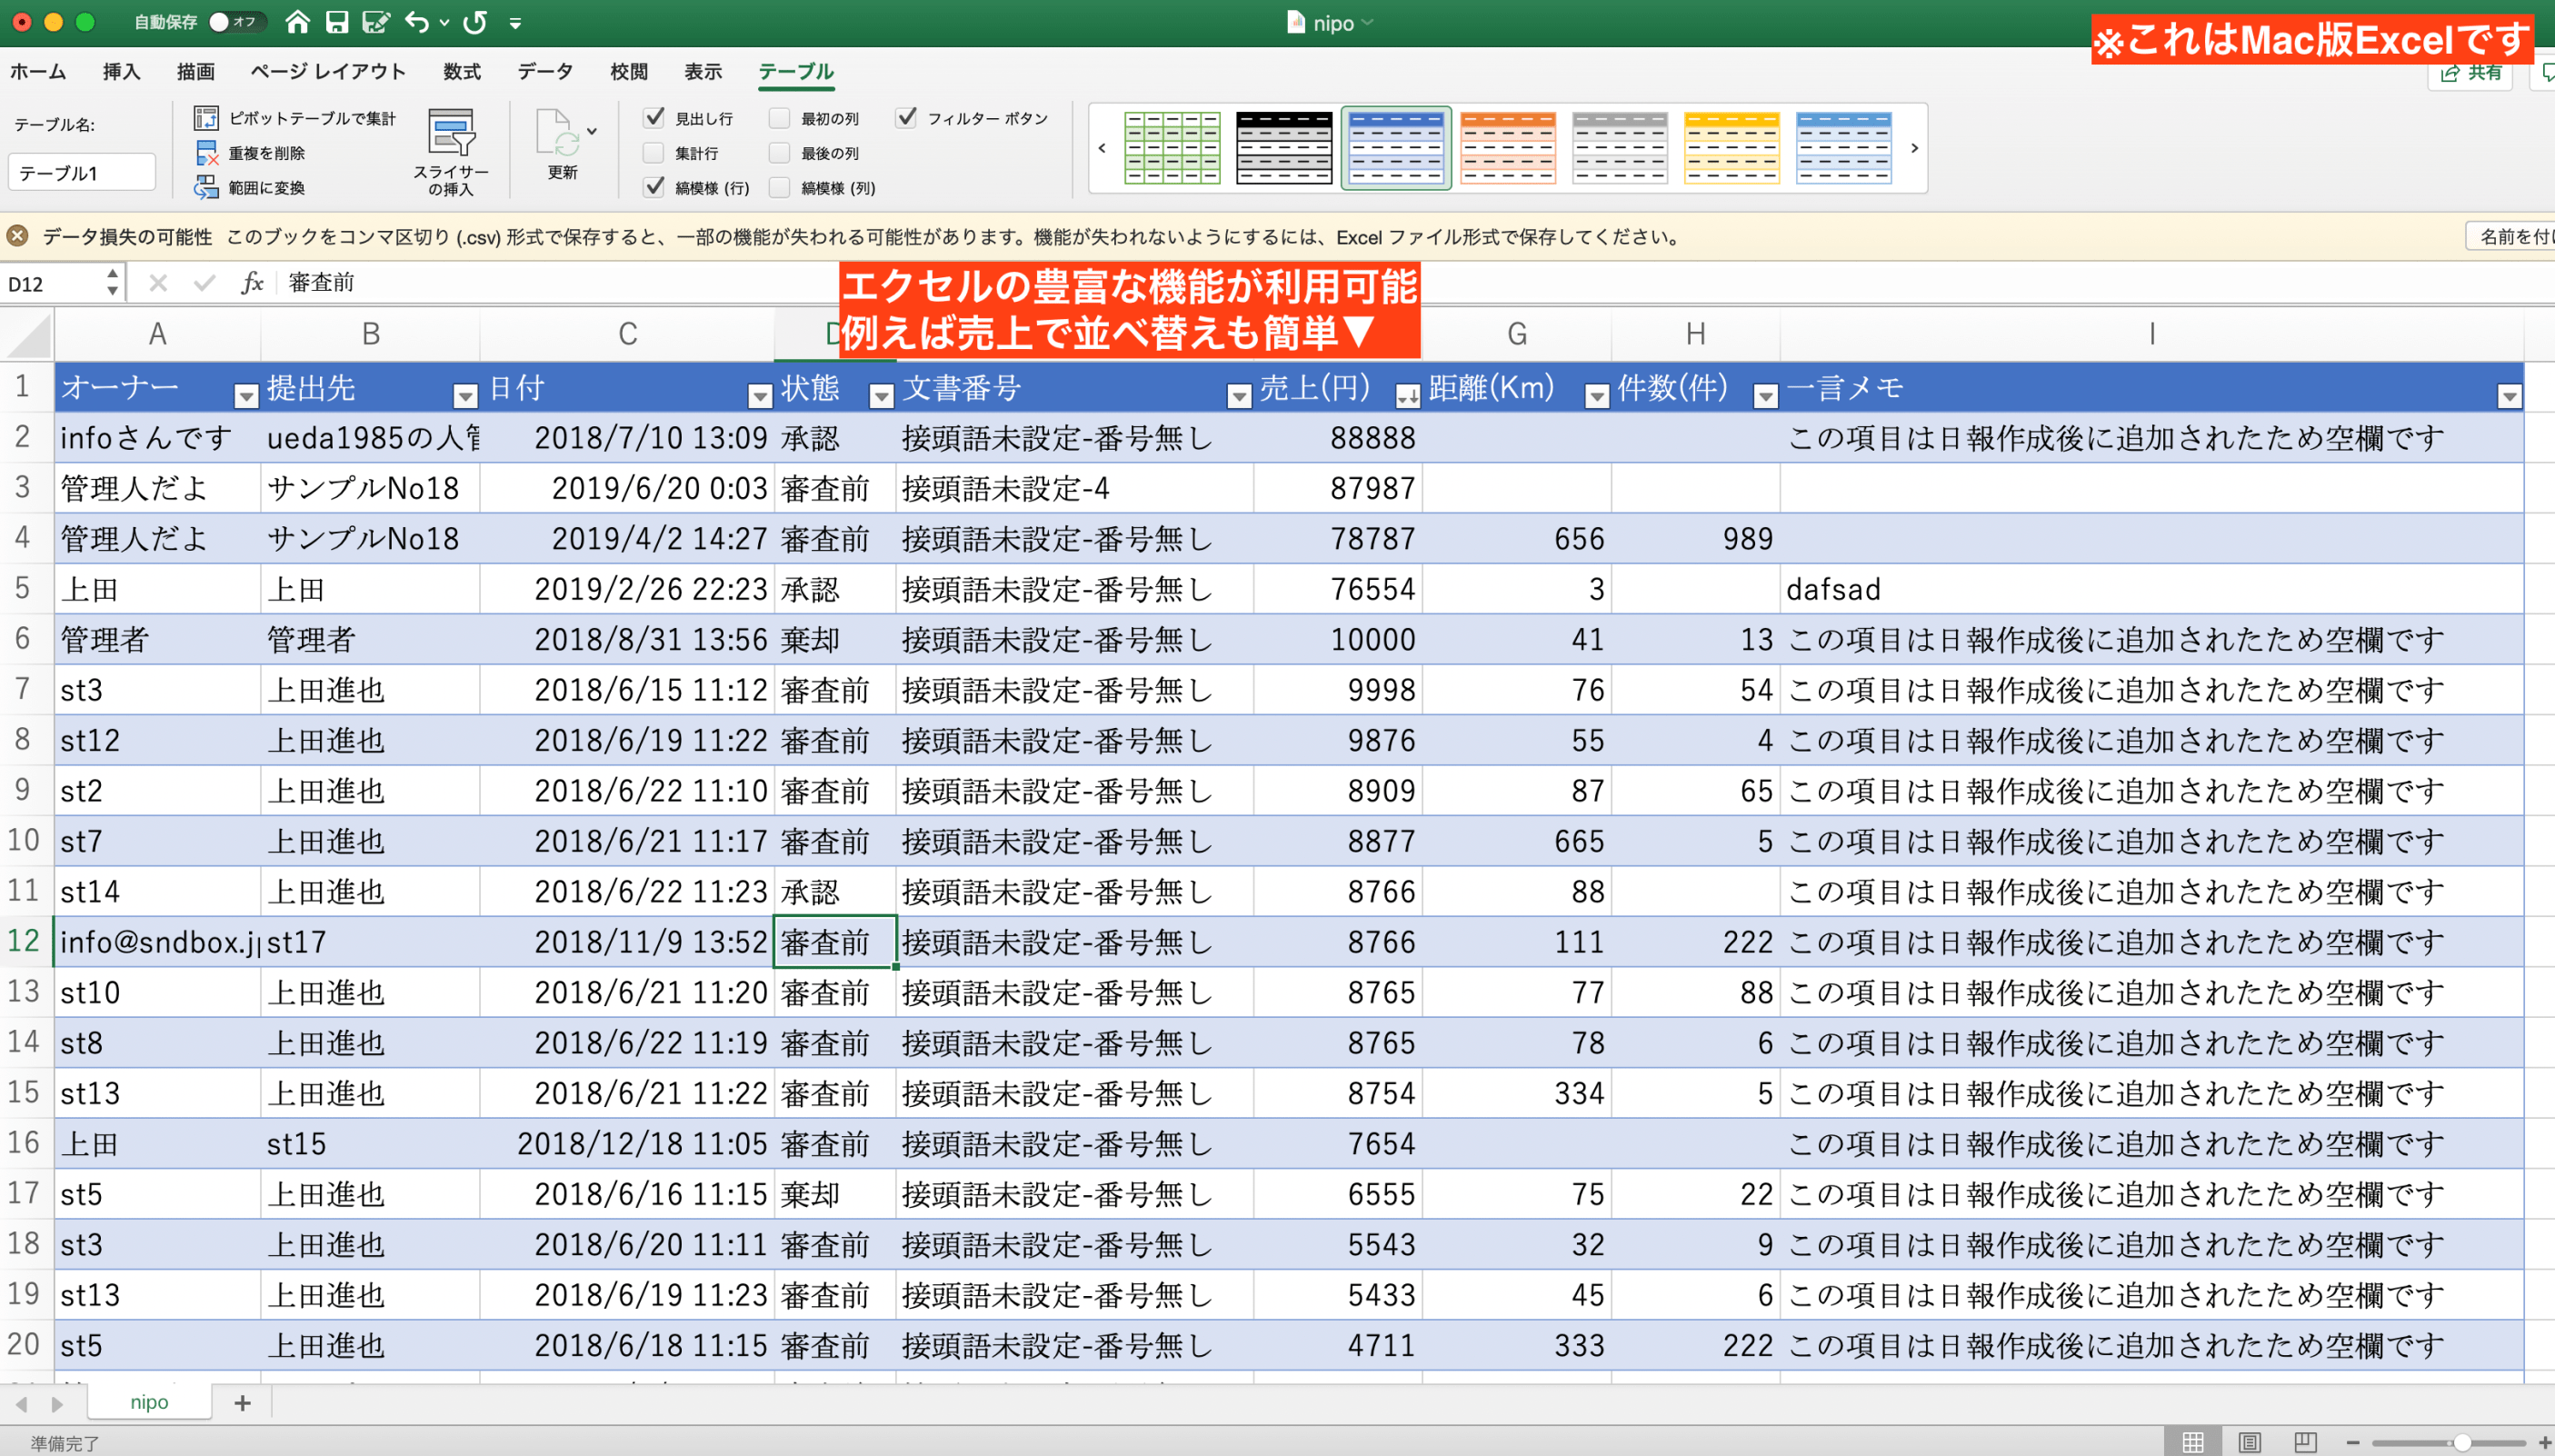 自動保存 オフ nipo
※これはMac版Excelです
ホーム 挿入 描画 ページ レイアウト 数式 データ 校閲 表示 テーブル 共有
テーブル名: ピボットテーブルで集計 見出し行 最初の列 フィルター ボタン
テーブル1 重複を削除 スライサーの挿入 更新 集計行 最後の列
範囲に変換 縞模様 (行) 縞模様 (列)
データ損失の可能性 このブックをコンマ区切り (.csv) 形式で保存すると、一部の機能が失われる可能性があります。機能が失われないようにするには、Excel ファイル形式で保存してください。 名前を付け
D12 fx 審査前
エクセルの豊富な機能が利用可能
例えば売上で並べ替えも簡単▼
A B C D G H I
1 オーナー 提出先 日付 状態 文書番号 売上(円) 距離(Km) 件数(件) 一言メモ
2 infoさんです ueda1985の人管 2018/7/10 13:09 承認 接頭語未設定-番号無し 88888 この項目は日報作成後に追加されたため空欄です
3 管理人だよ サンプルNo18 2019/6/20 0:03 審査前 接頭語未設定-4 87987
4 管理人だよ サンプルNo18 2019/4/2 14:27 審査前 接頭語未設定-番号無し 78787 656 989
5 上田 上田 2019/2/26 22:23 承認 接頭語未設定-番号無し 76554 3 dafsad
6 管理者 管理者 2018/8/31 13:56 棄却 接頭語未設定-番号無し 10000 41 13 この項目は日報作成後に追加されたため空欄です
7 st3 上田進也 2018/6/15 11:12 審査前 接頭語未設定-番号無し 9998 76 54 この項目は日報作成後に追加されたため空欄です
8 st12 上田進也 2018/6/19 11:22 審査前 接頭語未設定-番号無し 9876 55 4 この項目は日報作成後に追加されたため空欄です
9 st2 上田進也 2018/6/22 11:10 審査前 接頭語未設定-番号無し 8909 87 65 この項目は日報作成後に追加されたため空欄です
10 st7 上田進也 2018/6/21 11:17 審査前 接頭語未設定-番号無し 8877 665 5 この項目は日報作成後に追加されたため空欄です
11 st14 上田進也 2018/6/22 11:23 承認 接頭語未設定-番号無し 8766 88 この項目は日報作成後に追加されたため空欄です
12 info@sndbox.jp st17 2018/11/9 13:52 審査前 接頭語未設定-番号無し 8766 111 222 この項目は日報作成後に追加されたため空欄です
13 st10 上田進也 2018/6/21 11:20 審査前 接頭語未設定-番号無し 8765 77 88 この項目は日報作成後に追加されたため空欄です
14 st8 上田進也 2018/6/22 11:19 審査前 接頭語未設定-番号無し 8765 78 6 この項目は日報作成後に追加されたため空欄です
15 st13 上田進也 2018/6/21 11:22 審査前 接頭語未設定-番号無し 8754 334 5 この項目は日報作成後に追加されたため空欄です
16 上田 st15 2018/12/18 11:05 審査前 接頭語未設定-番号無し 7654 この項目は日報作成後に追加されたため空欄です
17 st5 上田進也 2018/6/16 11:15 棄却 接頭語未設定-番号無し 6555 75 22 この項目は日報作成後に追加されたため空欄です
18 st3 上田進也 2018/6/20 11:11 審査前 接頭語未設定-番号無し 5543 32 9 この項目は日報作成後に追加されたため空欄です
19 st13 上田進也 2018/6/19 11:23 審査前 接頭語未設定-番号無し 5433 45 6 この項目は日報作成後に追加されたため空欄です
20 st5 上田進也 2018/6/18 11:15 審査前 接頭語未設定-番号無し 4711 333 222 この項目は日報作成後に追加されたため空欄です
nipo
準備完了